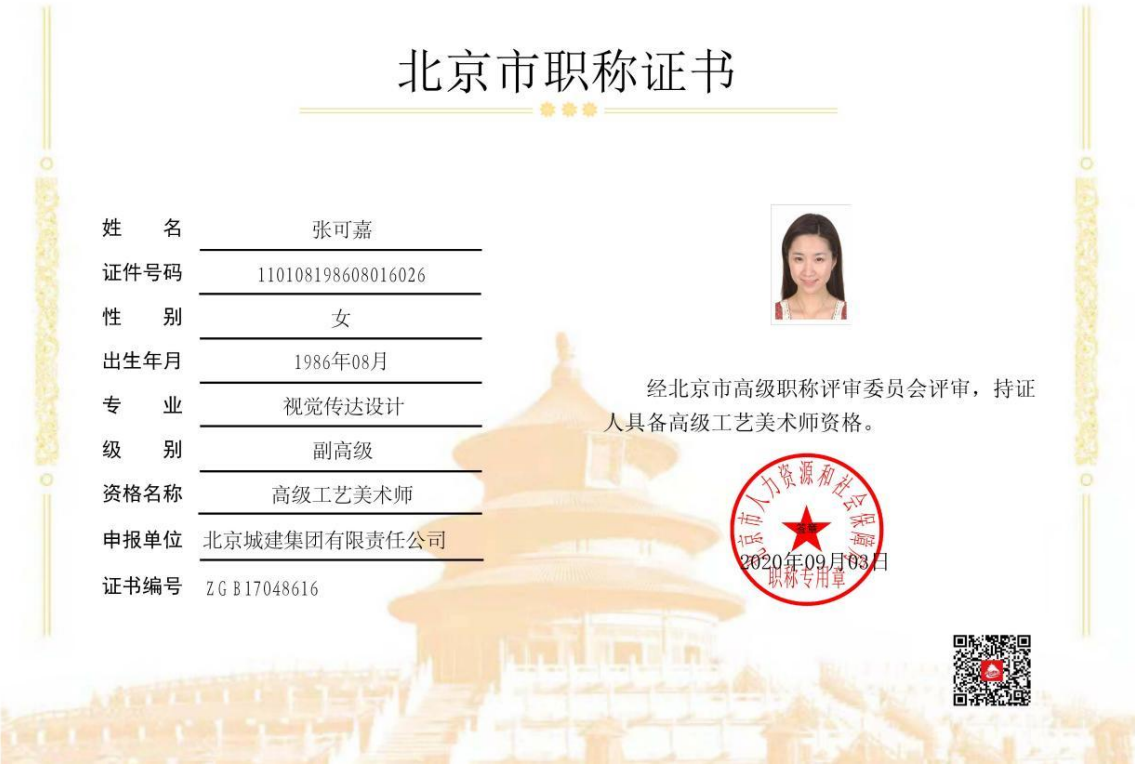 北京市职称证书
姓 名 张可嘉
证件号码 110108198608016026
性 别 女
出生年月 1986年08月
专 业 视觉传达设计
级 别 副高级
资格名称 高级工艺美术师
申报单位 北京城建集团有限责任公司
证书编号 ZGB17048616
经北京市高级职称评审委员会评审，持证
人具备高级工艺美术师资格。
北京市人力资源和社会保障局
2020年09月03日
职称专用章